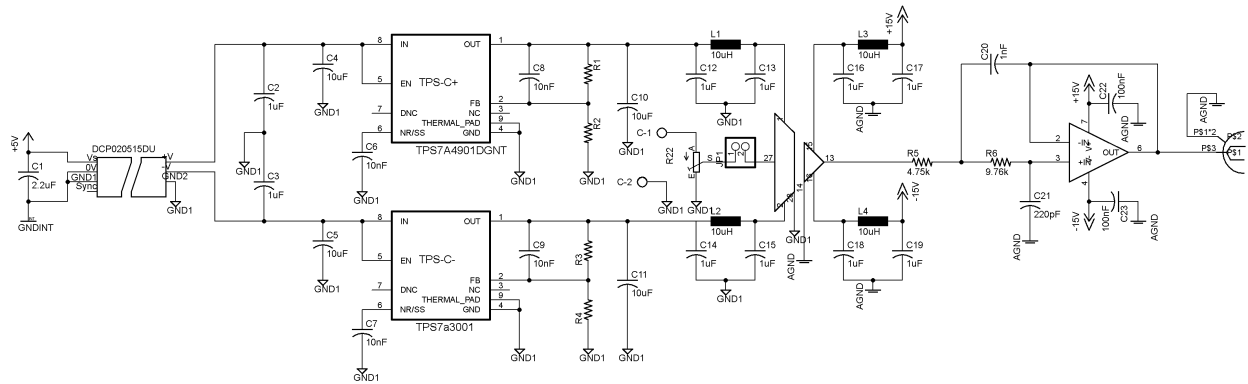 +5V
C1
2.2uF
GNDINT
DCP020515DU
Vs
0V
GND1
Sync
+V
-V
GND2
GND1
C2
1uF
GND1
C3
1uF
C4
10uF
GND1
C5
10uF
GND1
8
IN
OUT
1
TPS-C+
5
EN
7
DNC
6
NR/SS
FB
2
NC
3
THERMAL_PAD
9
GND
4
TPS7A4901DGNT
C6
10nF
GND1
GND1
C8
10nF
R1
R2
GND1
C10
10uF
GND1
8
IN
OUT
1
TPS-C-
5
EN
7
DNC
6
NR/SS
FB
2
NC
3
THERMAL_PAD
9
GND
4
TPS7a3001
C7
10nF
GND1
GND1
C9
10nF
R3
R4
GND1
C11
10uF
GND1
L1
10uH
C12
1uF
C13
1uF
GND1
C-1
C-2
GND1
R22
A
S
E
GND1
JP1
1
2
27
L2
10uH
C14
1uF
C15
1uF
GND1
1
2
28
GND1
14
AGND
15
16
13
L3
10uH
+15V
C16
1uF
C17
1uF
AGND
L4
10uH
-15V
C18
1uF
C19
1uF
AGND
R5
4.75k
R6
9.76k
C20
1nF
C21
220pF
AGND
+15V
C22
100nF
AGND
7
2
-IN
3
+IN
V+
V-
6
4
-15V
100nF
C23
AGND
AGND
P$1*2
P$3
P$2
P$1